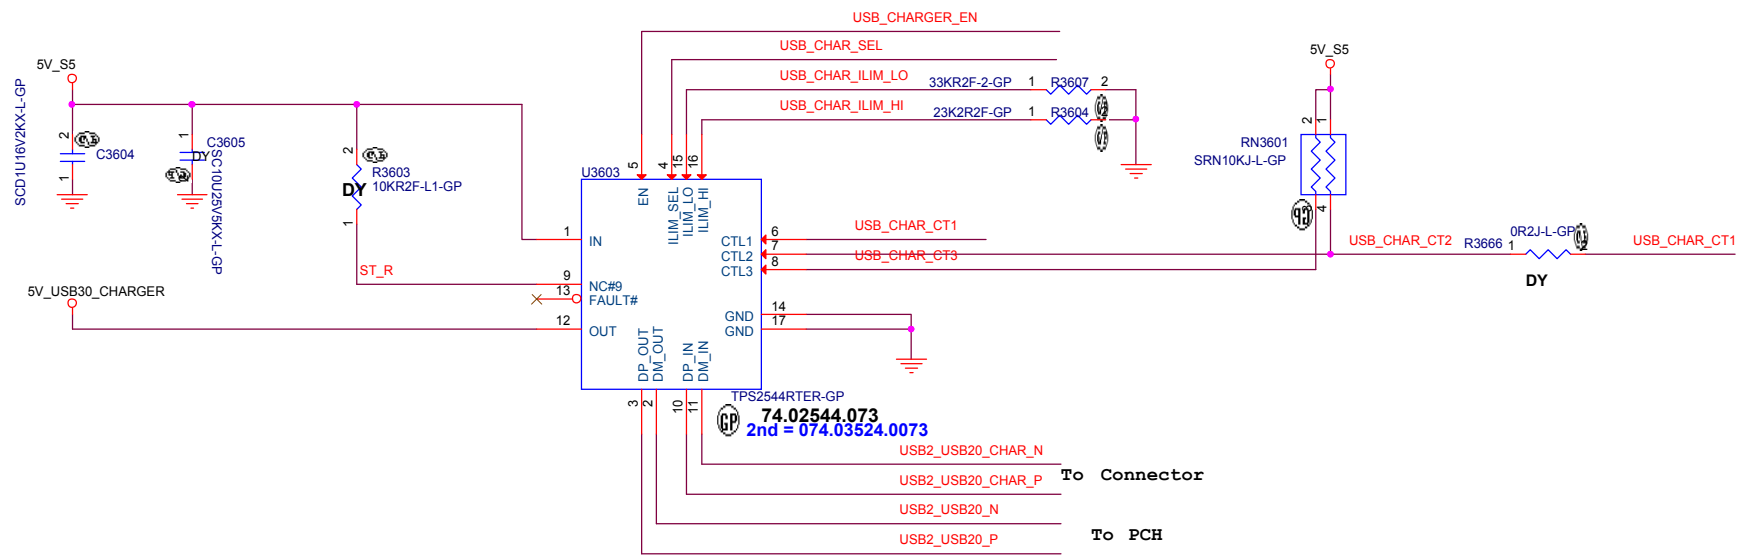 USB_CHARGER_EN
USB_CHAR_SEL
USB_CHAR_ILIM_LO
33KR2F-2-GP
1
R3607
2
USB_CHAR_ILIM_HI
23K2R2F-GP
1
R3604
5V_S5
SCD1U16V2KX-L-GP
2
C3604
1
1
C3605
DY
2
SC10U25V5KX-L-GP
2
R3603
10KR2F-L1-GP
DY
1
ST_R
5V_USB30_CHARGER
U3603
5
EN
4
ILIM_SEL
15
ILIM_LO
16
ILIM_HI
1
IN
9
NC#9
13
FAULT#
12
OUT
CTL1
6
USB_CHAR_CT1
CTL2
7
CTL3
8
USB_CHAR_CT3
GND
14
GND
17
DP_OUT
DM_OUT
DP_IN
DM_IN
3
2
10
11
TPS2544RTER-GP
GP
74.02544.073
2nd = 074.03524.0073
5V_S5
2
1
RN3601
SRN10KJ-L-GP
3
4
USB_CHAR_CT2
0R2J-L-GP
R3666
1
2
DY
USB_CHAR_CT1
USB2_USB20_CHAR_N
To Connector
USB2_USB20_CHAR_P
USB2_USB20_N
To PCH
USB2_USB20_P